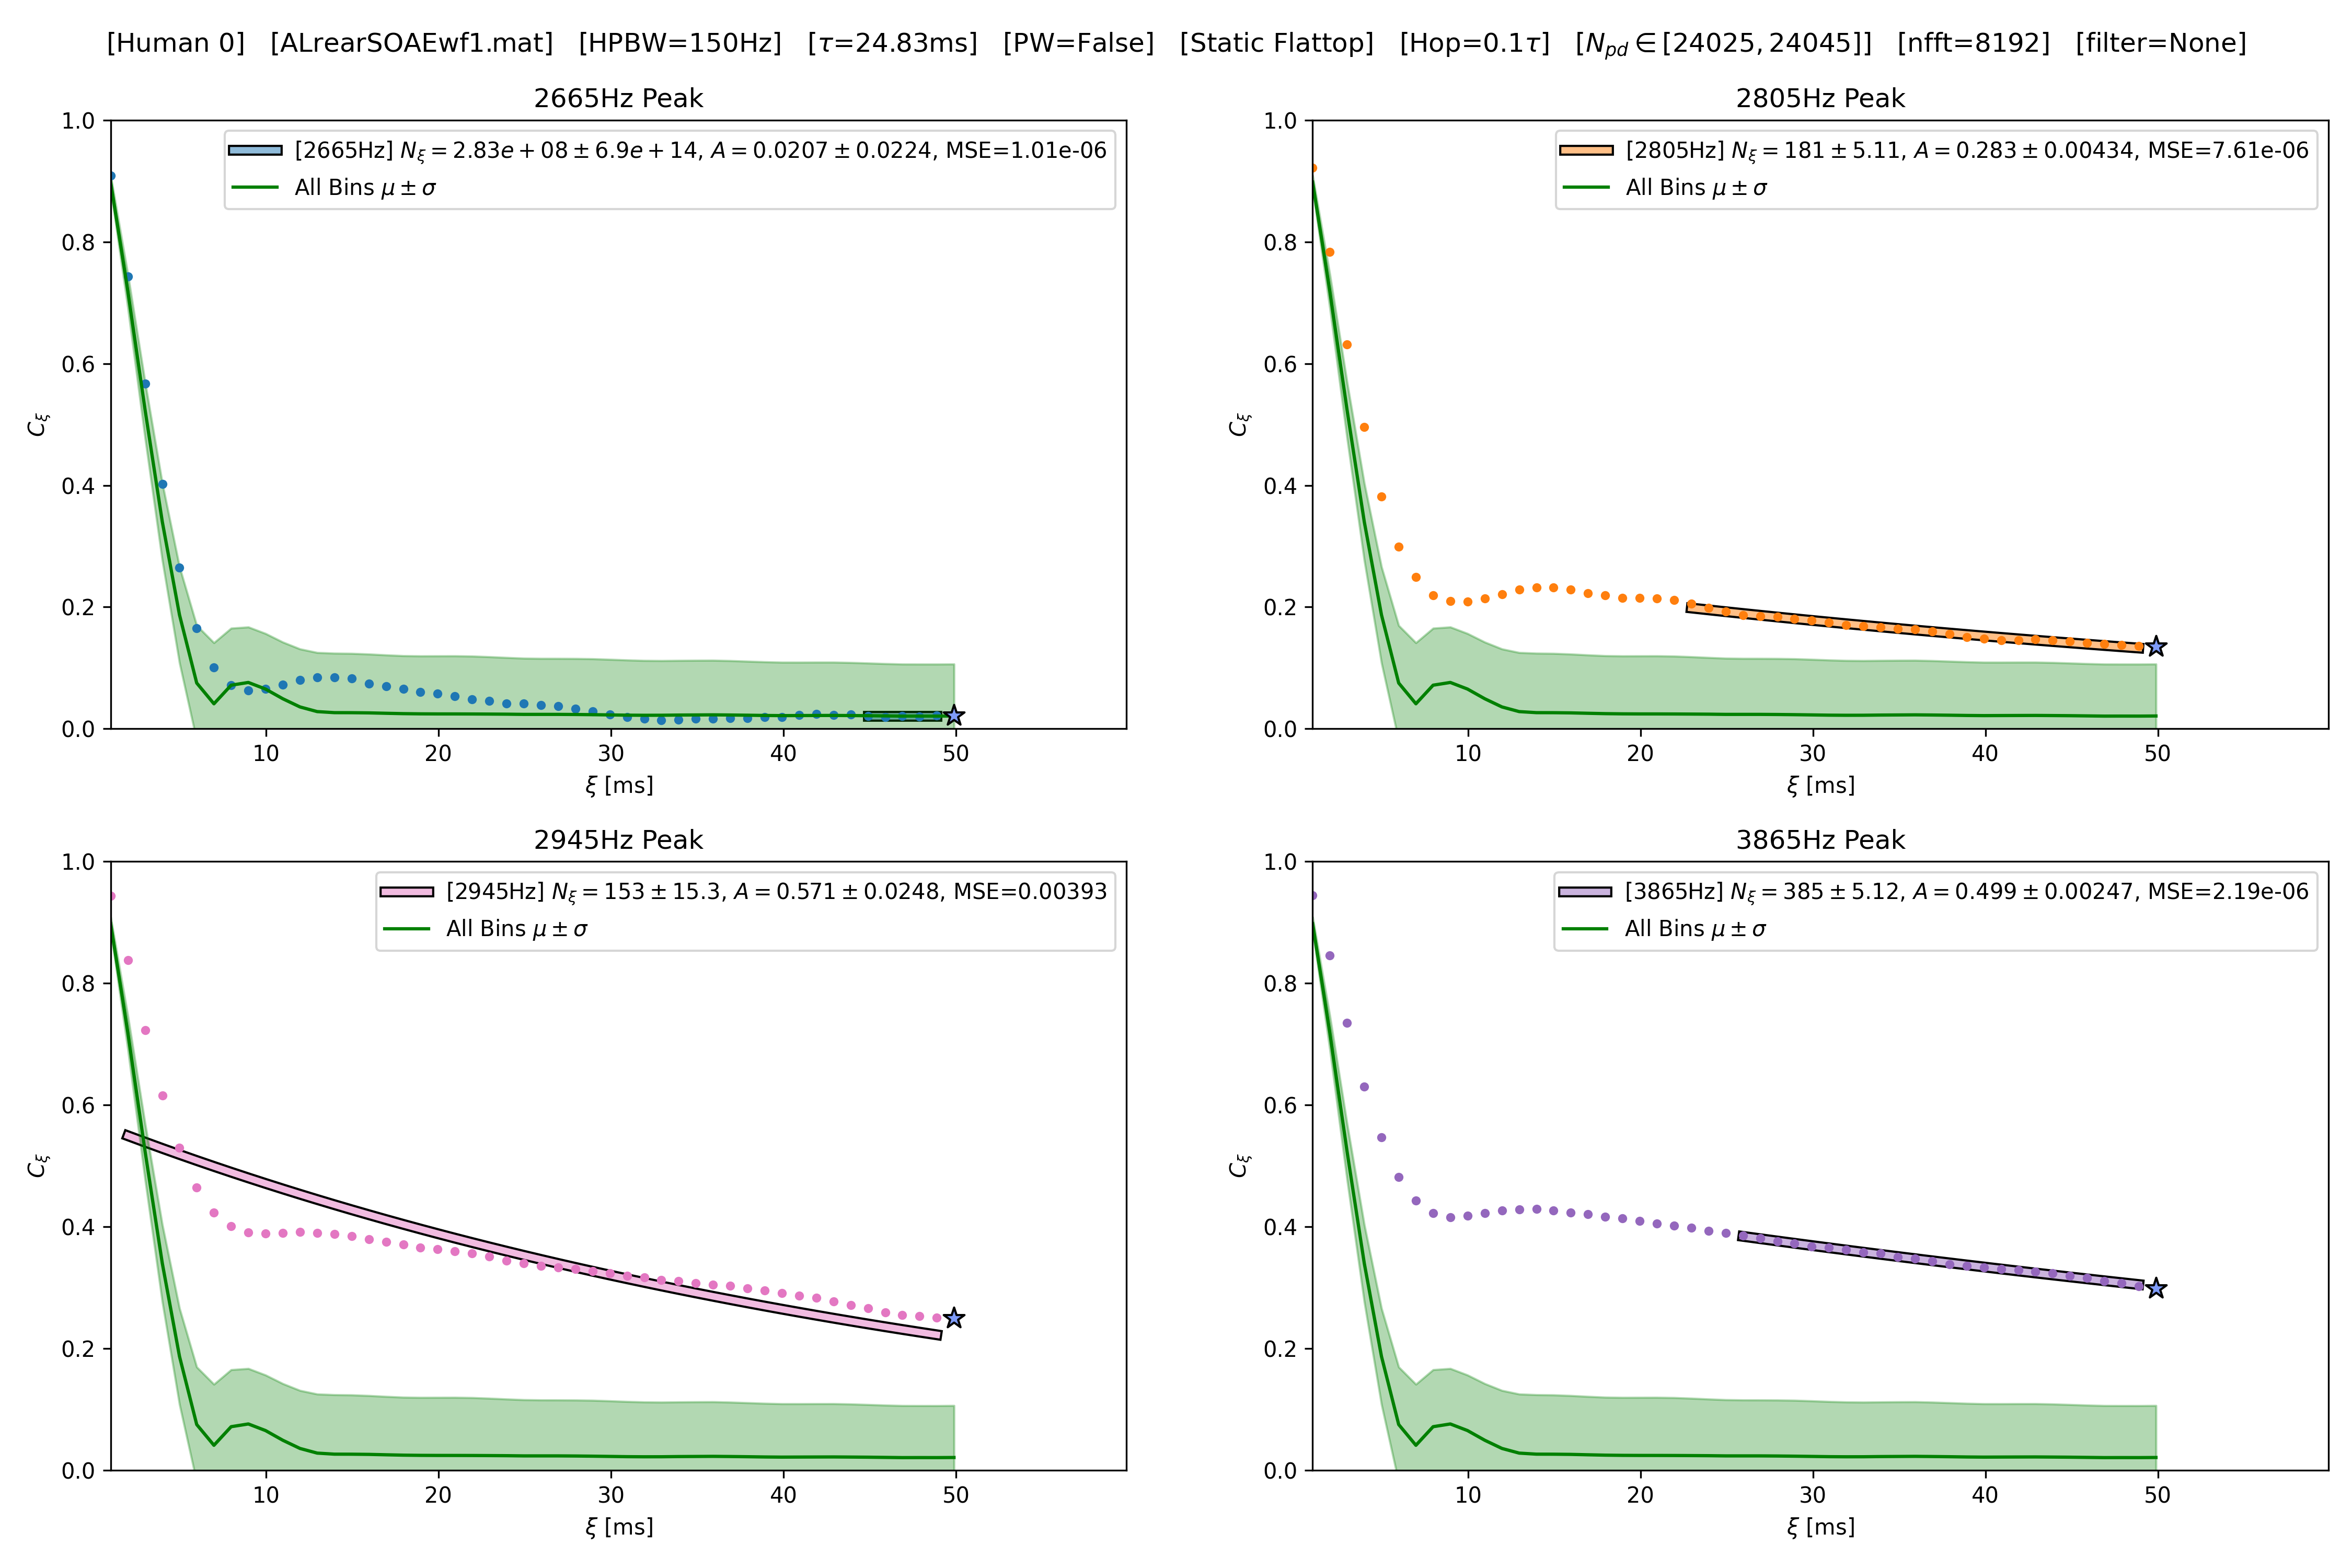 [Human 0] [ALrearSOAEwf1.mat] [HPBW=150Hz] [τ=24.83ms] [PW=False] [Static Flattop] [Hop=0.1τ] [N_pd ∈ [24025, 24045]] [nfft=8192] [filter=None]
2665Hz Peak
1.0
0.8
0.6
0.4
0.2
0.0
C_ξ
[2665Hz] N_ξ = 2.83e + 08 ± 6.9e + 14, A = 0.0207 ± 0.0224, MSE=1.01e-06
All Bins μ ± σ
10 20 30 40 50
ξ [ms]
2805Hz Peak
1.0
0.8
0.6
0.4
0.2
0.0
C_ξ
[2805Hz] N_ξ = 181 ± 5.11, A = 0.283 ± 0.00434, MSE=7.61e-06
All Bins μ ± σ
10 20 30 40 50
ξ [ms]
2945Hz Peak
1.0
0.8
0.6
0.4
0.2
0.0
C_ξ
[2945Hz] N_ξ = 153 ± 15.3, A = 0.571 ± 0.0248, MSE=0.00393
All Bins μ ± σ
10 20 30 40 50
ξ [ms]
3865Hz Peak
1.0
0.8
0.6
0.4
0.2
0.0
C_ξ
[3865Hz] N_ξ = 385 ± 5.12, A = 0.499 ± 0.00247, MSE=2.19e-06
All Bins μ ± σ
10 20 30 40 50
ξ [ms]